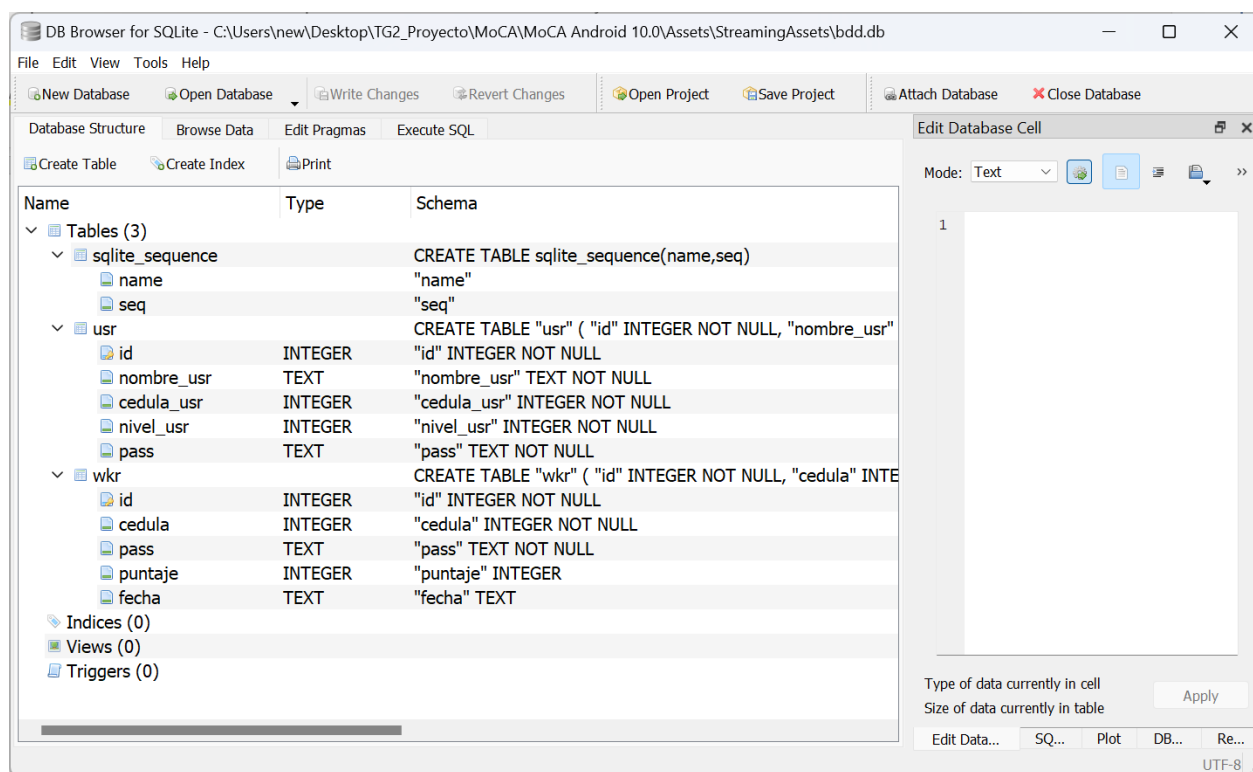 DB Browser for SQLite - C:\Users\new\Desktop\TG2_Proyecto\MoCA\MoCA Android 10.0\Assets\StreamingAssets\bdd.db
File Edit View Tools Help
New Database Open Database Write Changes Revert Changes Open Project Save Project Attach Database Close Database
Database Structure Browse Data Edit Pragmas Execute SQL Edit Database Cell
Create Table Create Index Print
Mode: Text
Name Type Schema
1
Tables (3)
sqlite_sequence CREATE TABLE sqlite_sequence(name,seq)
name "name"
seq "seq"
usr CREATE TABLE "usr" ( "id" INTEGER NOT NULL, "nombre_usr"
id INTEGER "id" INTEGER NOT NULL
nombre_usr TEXT "nombre_usr" TEXT NOT NULL
cedula_usr INTEGER "cedula_usr" INTEGER NOT NULL
nivel_usr INTEGER "nivel_usr" INTEGER NOT NULL
pass TEXT "pass" TEXT NOT NULL
wkr CREATE TABLE "wkr" ( "id" INTEGER NOT NULL, "cedula" INTE
id INTEGER "id" INTEGER NOT NULL
cedula INTEGER "cedula" INTEGER NOT NULL
pass TEXT "pass" TEXT NOT NULL
puntaje INTEGER "puntaje" INTEGER
fecha TEXT "fecha" TEXT
Indices (0)
Views (0)
Triggers (0)
Type of data currently in cell
Size of data currently in table
Apply
Edit Data... SQ... Plot DB... Re...
UTF-8